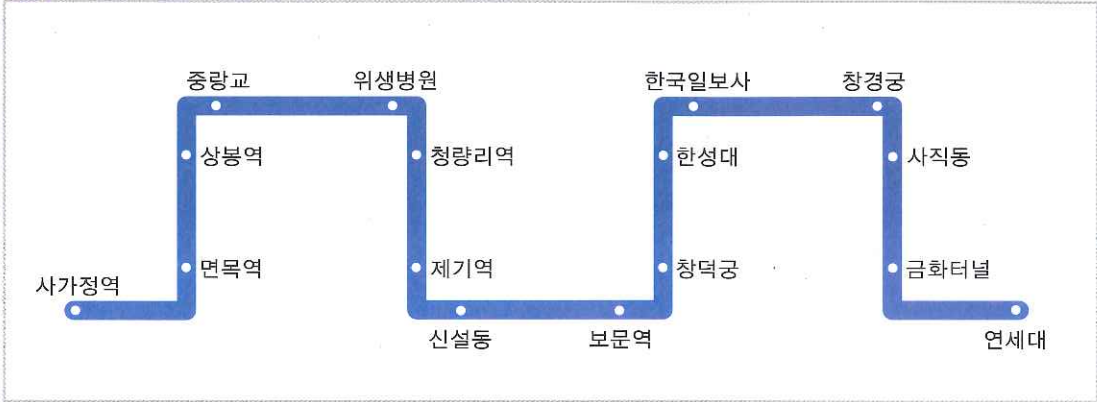 중랑교
위생병원
한국일보사
창경궁
상봉역
청량리역
한성대
사직동
면목역
제기역
창덕궁
금화터널
사가정역
신설동
보문역
연세대